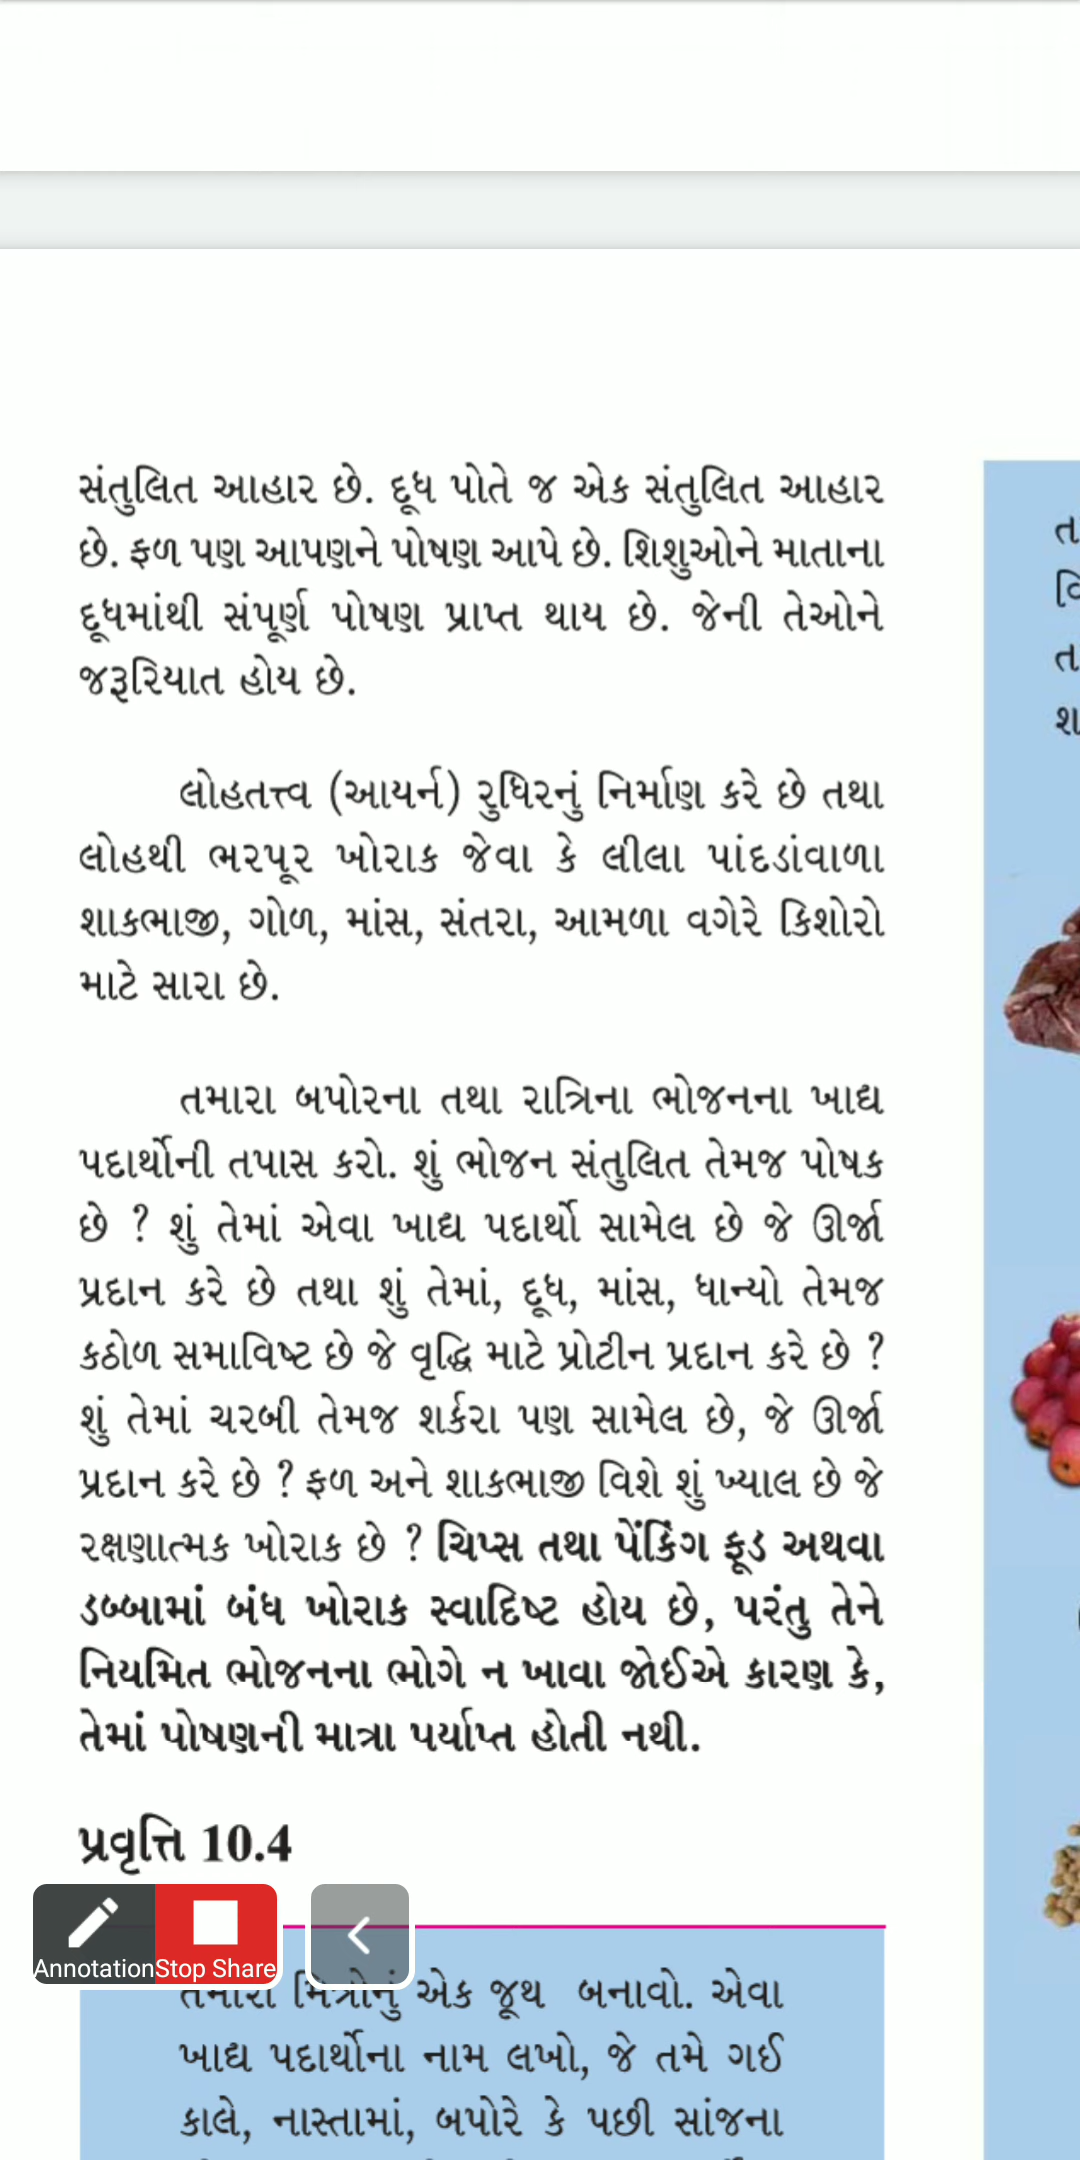 સંતુલિત આહાર છે. દૂધ પોતે જ એક સંતુલિત આહાર
છે. ફળ પણ આપણને પોષણ આપે છે. શિશુઓને માતાના
દૂધમાંથી સંપૂર્ણ પોષણ પ્રાપ્ત થાય છે. જેની તેઓને
જરૂરિયાત હોય છે.
લોહતત્ત્વ (આયર્ન) રુધિરનું નિર્માણ કરે છે તથા
લોહથી ભરપૂર ખોરાક જેવા કે લીલા પાંદડાંવાળા
શાકભાજી, ગોળ, માંસ, સંતરા, આમળા વગેરે કિશોરો
માટે સારા છે.
તમારા બપોરના તથા રાત્રિના ભોજનના ખાદ્ય
પદાર્થોની તપાસ કરો. શું ભોજન સંતુલિત તેમજ પોષક
છે ? શું તેમાં એવા ખાદ્ય પદાર્થો સામેલ છે જે ઊર્જા
પ્રદાન કરે છે તથા શું તેમાં, દૂધ, માંસ, ધાન્યો તેમજ
કઠોળ સમાવિષ્ટ છે જે વૃદ્ધિ માટે પ્રોટીન પ્રદાન કરે છે ?
શું તેમાં ચરબી તેમજ શર્કરા પણ સામેલ છે, જે ઊર્જા
પ્રદાન કરે છે ? ફળ અને શાકભાજી વિશે શું ખ્યાલ છે જે
રક્ષણાત્મક ખોરાક છે ? ચિપ્સ તથા પેંકિંગ ફૂડ અથવા
ડબ્બામાં બંધ ખોરાક સ્વાદિષ્ટ હોય છે, પરંતુ તેને
નિયમિત ભોજનના ભોગે ન ખાવા જોઈએ કારણ કે,
તેમાં પોષણની માત્રા પર્યાપ્ત હોતી નથી.
પ્રવૃત્તિ 10.4
Annotation Stop Share
તમારા મિત્રોનું એક જૂથ બનાવો. એવા
ખાદ્ય પદાર્થોના નામ લખો, જે તમે ગઈ
કાલે, નાસ્તામાં, બપોરે કે પછી સાંજના